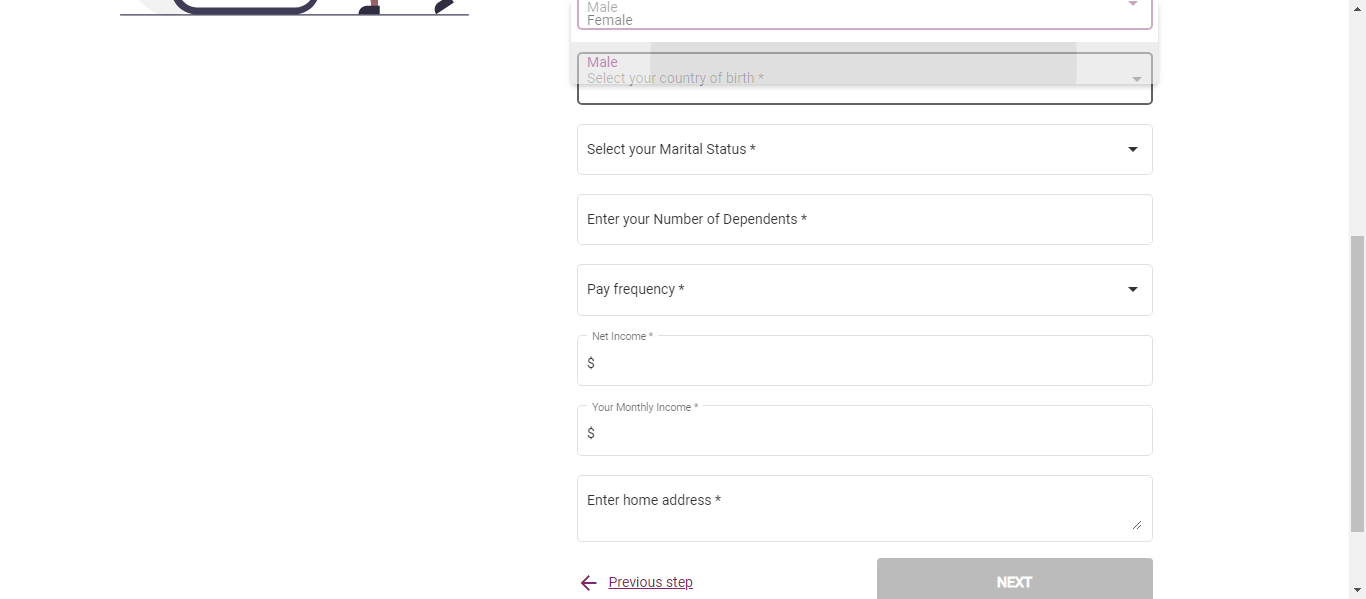 Male
Female
Male
Select your country of birth *
Select your Marital Status *
Enter your Number of Dependents *
Pay frequency *
Net Income *
$
Your Monthly Income *
$
Enter home address *
Previous step
NEXT